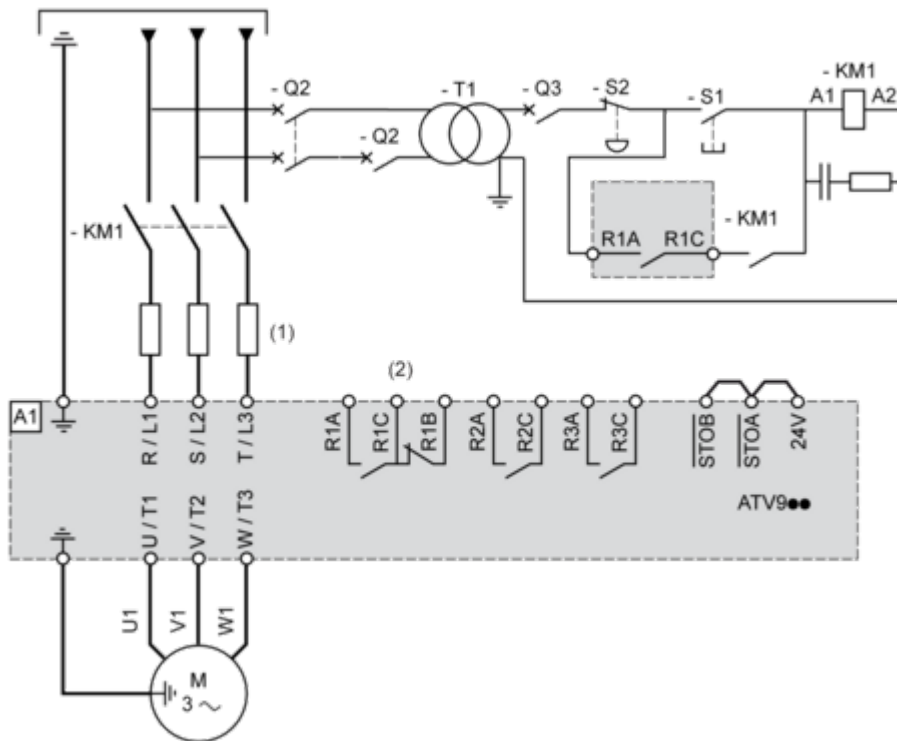 - Q2
- T1
- Q3
- S2
- S1
- KM1
A1
A2
- Q2
- KM1
R1A
R1C
- KM1
(1)
(2)
A1
R / L1
S / L2
T / L3
R1A
R1C
R1B
R2A
R2C
R3A
R3C
STOB
STOA
24V
U / T1
V / T2
W / T3
ATV9●●
U1
V1
W1
M
3 ~